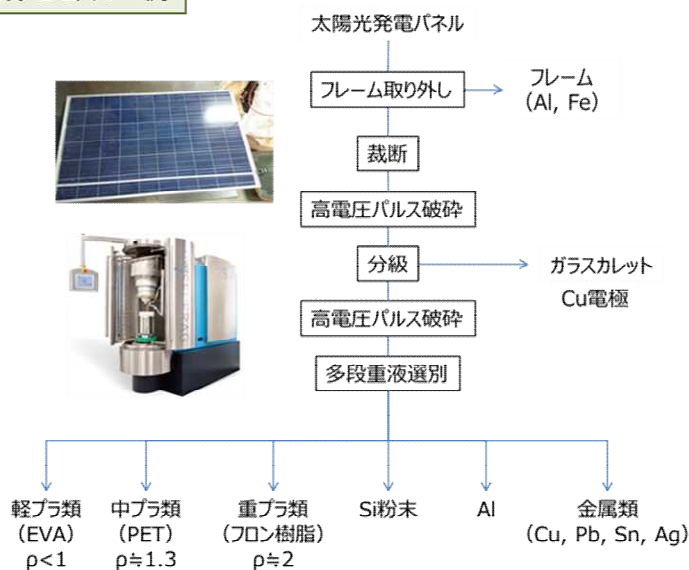 太陽光発電パネル
フレーム取り外し
フレーム
(Al, Fe)
裁断
高電圧パルス破砕
分級
ガラスカレット
Cu電極
高電圧パルス破砕
多段重液選別
軽プラ類
(EVA)
ρ<1
中プラ類
(PET)
ρ≒1.3
重プラ類
(フロン樹脂)
ρ≒2
Si粉末
Al
金属類
(Cu, Pb, Sn, Ag)